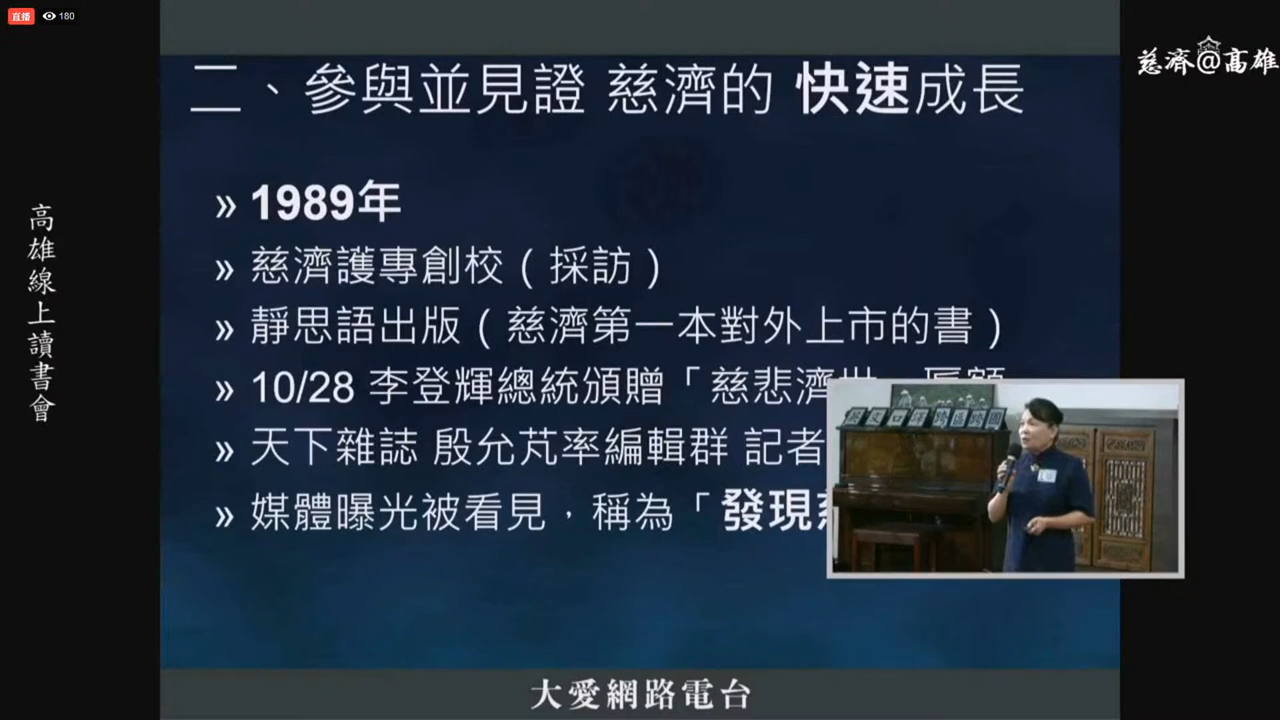 直播 180
慈濟@高雄
二、參與並見證 慈濟的 快速成長
» 1989年
» 慈濟護專創校（採訪）
» 靜思語出版（慈濟第一本對外上市的書）
» 10/28 李登輝總統頒贈「慈悲濟世
» 天下雜誌 殷允芃率編輯群 記者
» 媒體曝光被看見，稱為「發現
高雄線上讀書會
大愛網路電台